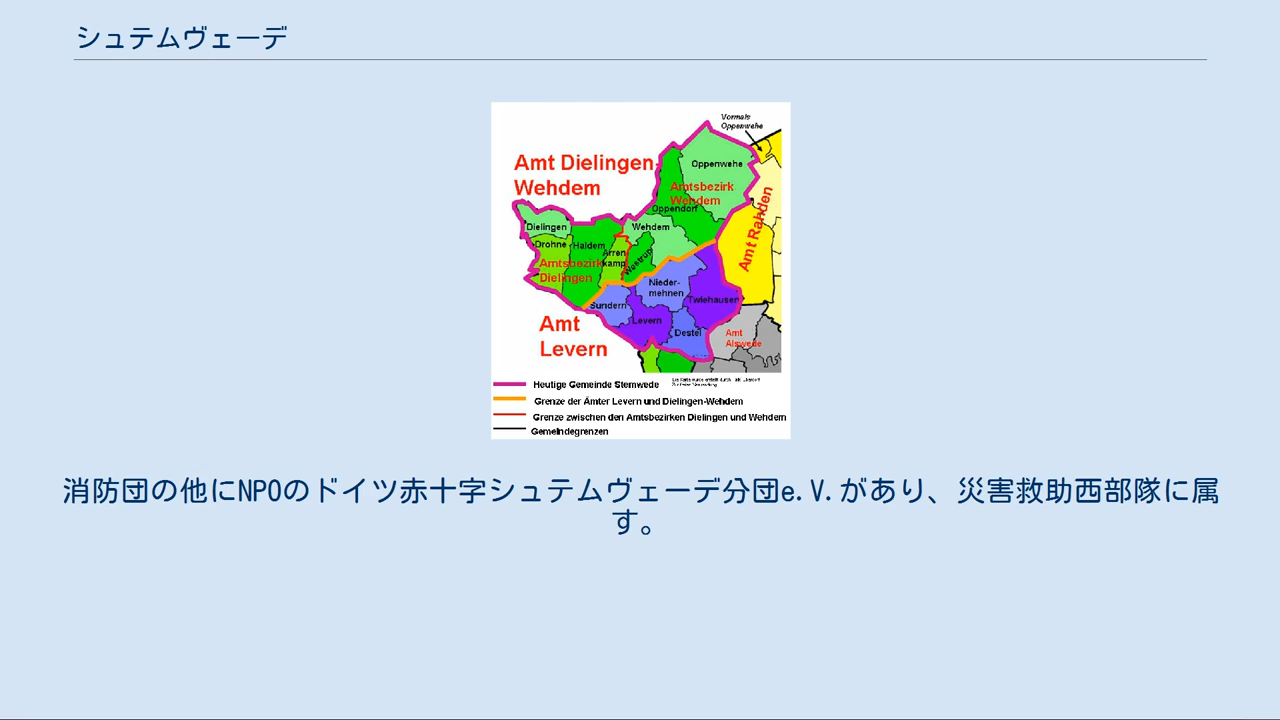 シュテムヴェーデ
Vormals
Oppenwehe
Amt Dielingen-
Wehdem
Oppenwehe
Amtsbezirk
Wehdem
Oppendorf
Amt Rahden
Dielingen
Wehdem
Drohne
Haldem
Arren
kamp
Westrup
Amtsbezirk
Dielingen
Nieder-
mehnen
Twiehausen
Sundern
Levern
Destel
Amt
Levern
Amt
Alswede
Heutige Gemeinde Stemwede
Grenze der Ämter Levern und Dielingen-Wehdem
Grenze zwischen den Amtsbezirken Dielingen und Wehdem
Gemeindegrenzen
消防団の他にNPOのドイツ赤十字シュテムヴェーデ分団e.V.があり、災害救助西部隊に属
す。